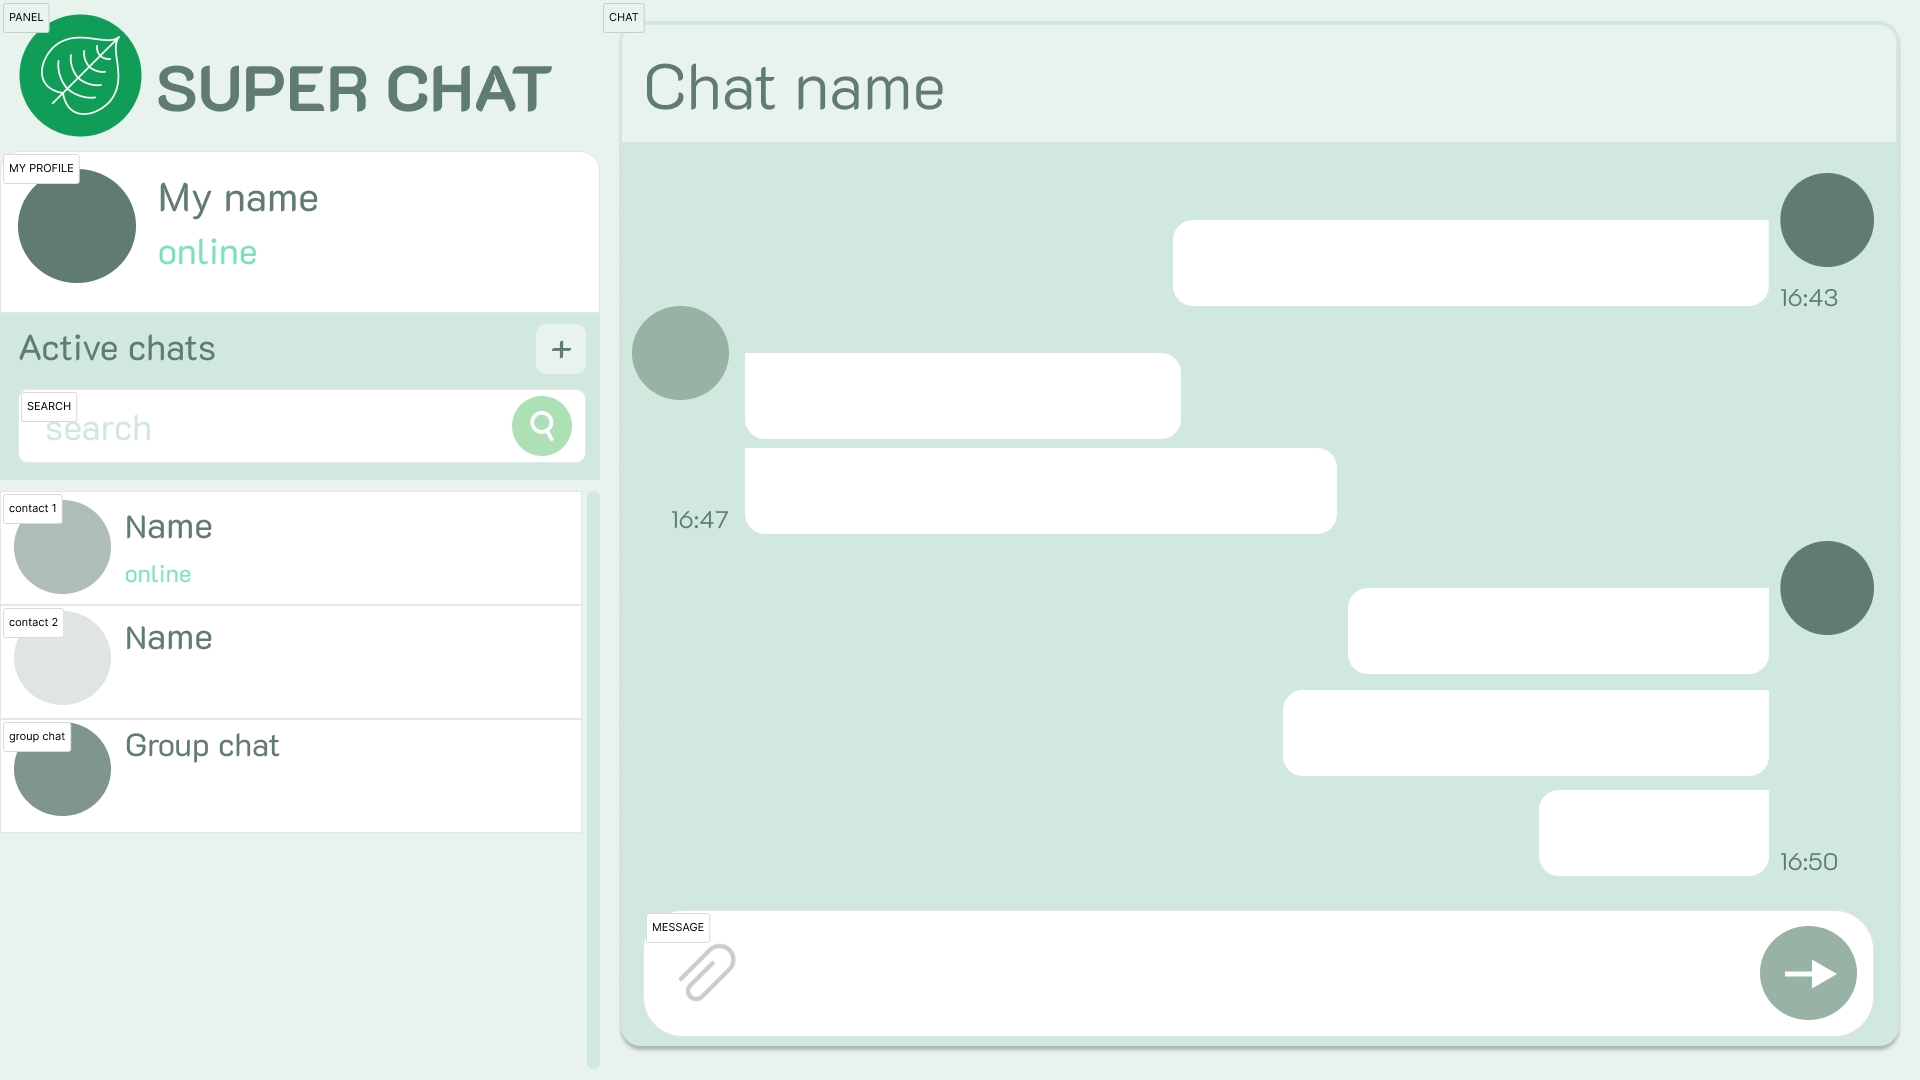 PANEL
SUPER CHAT
MY PROFILE
My name
online
Active chats
+
SEARCH
search
contact 1
Name
online
contact 2
Name
group chat
Group chat
CHAT
Chat name
16:43
16:47
16:50
MESSAGE